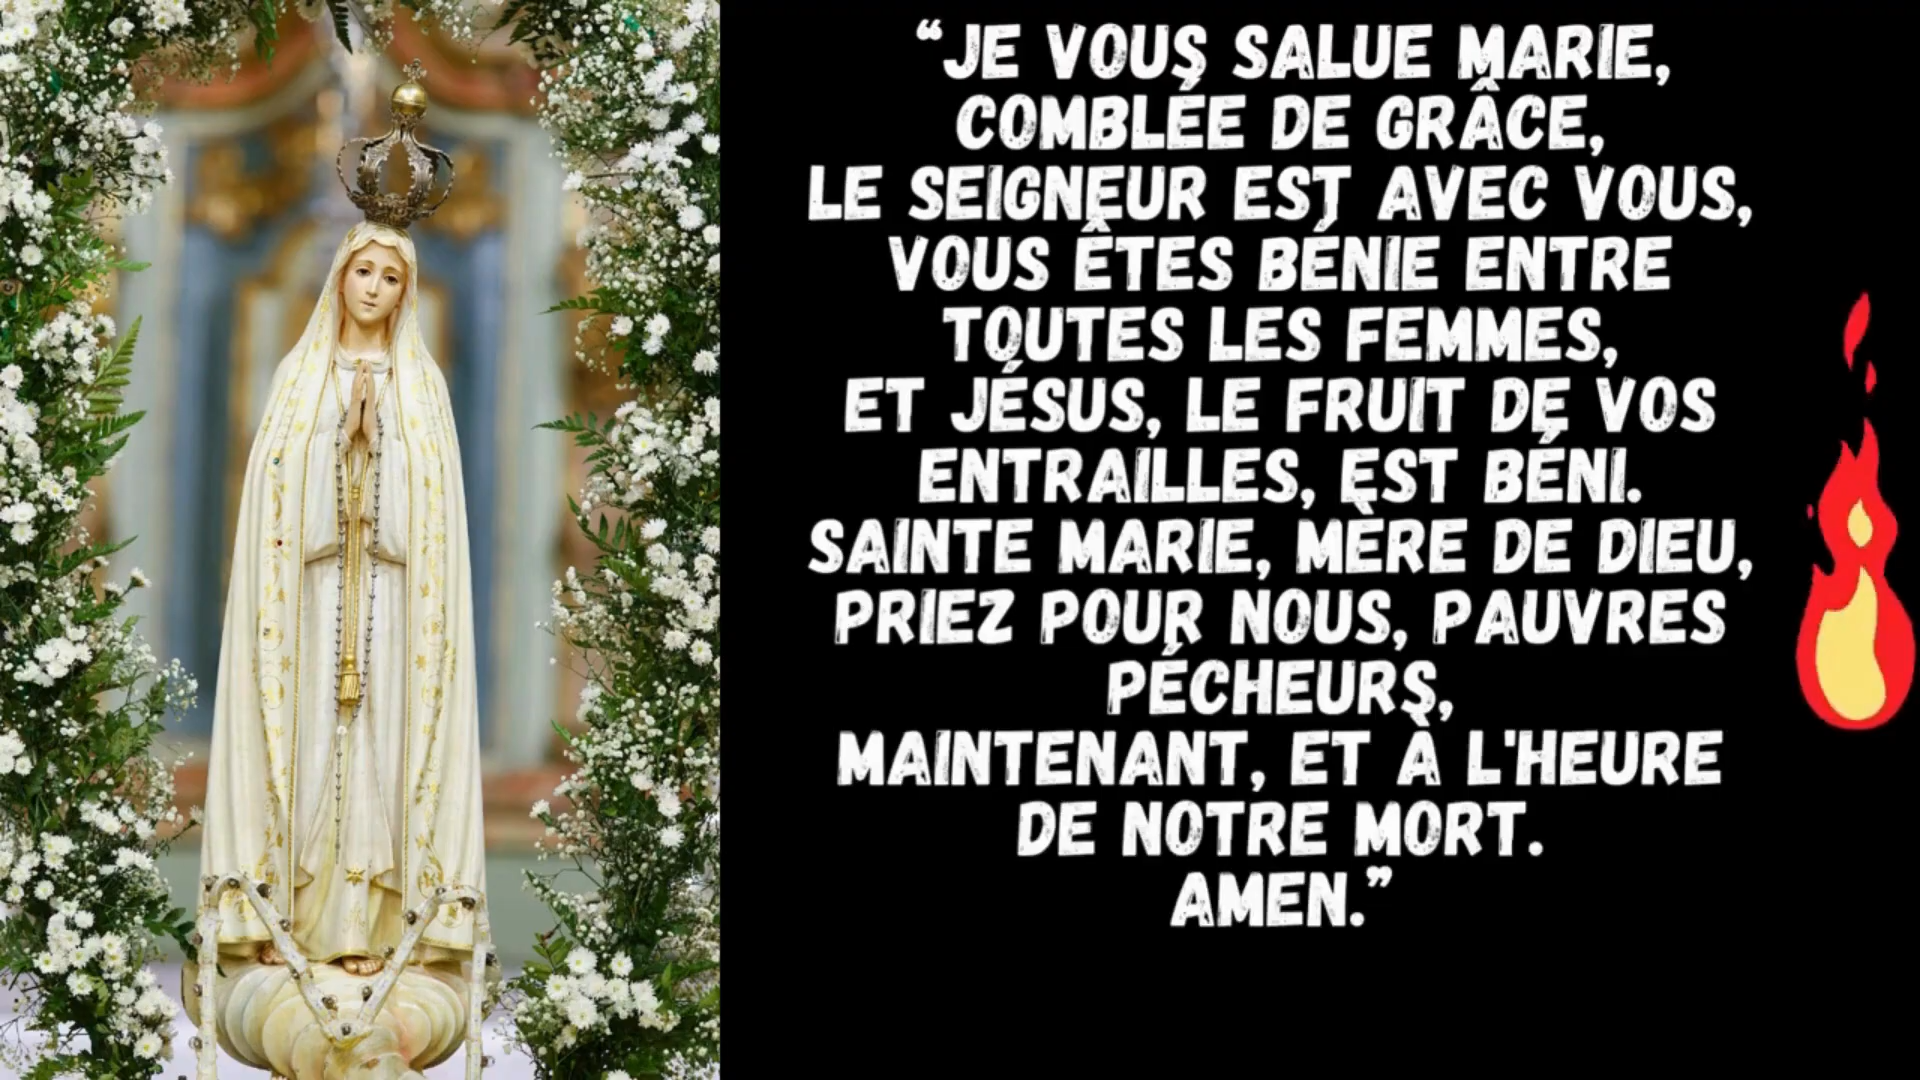 “JE VOUS SALUE MARIE,
COMBLÉE DE GRÂCE,
LE SEIGNEUR EST AVEC VOUS,
VOUS ÊTES BÉNIE ENTRE
TOUTES LES FEMMES,
ET JÉSUS, LE FRUIT DE VOS
ENTRAILLES, EST BÉNI.
SAINTE MARIE, MÈRE DE DIEU,
PRIEZ POUR NOUS, PAUVRES
PÉCHEURS,
MAINTENANT, ET À L'HEURE
DE NOTRE MORT.
AMEN.”